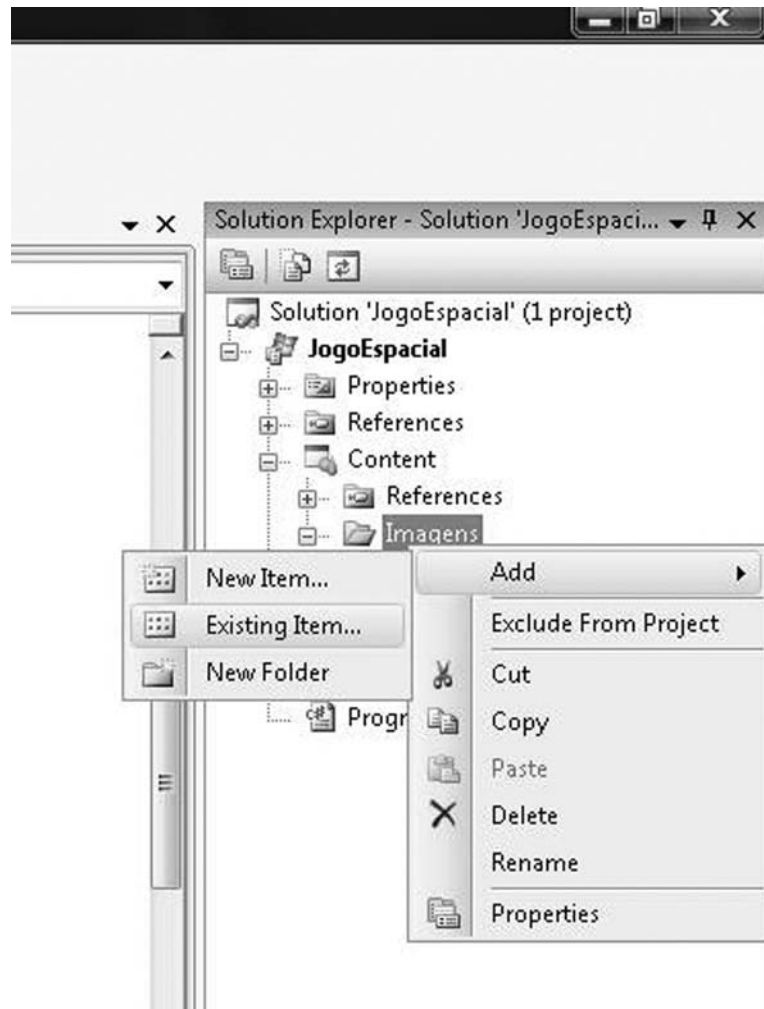 Solution Explorer - Solution 'JogoEspaci...
Solution 'JogoEspacial' (1 project)
JogoEspacial
Properties
References
Content
References
Imagens
New Item...
Existing Item...
New Folder
Add
Exclude From Project
Cut
Copy
Paste
Delete
Rename
Properties
C#
Progr